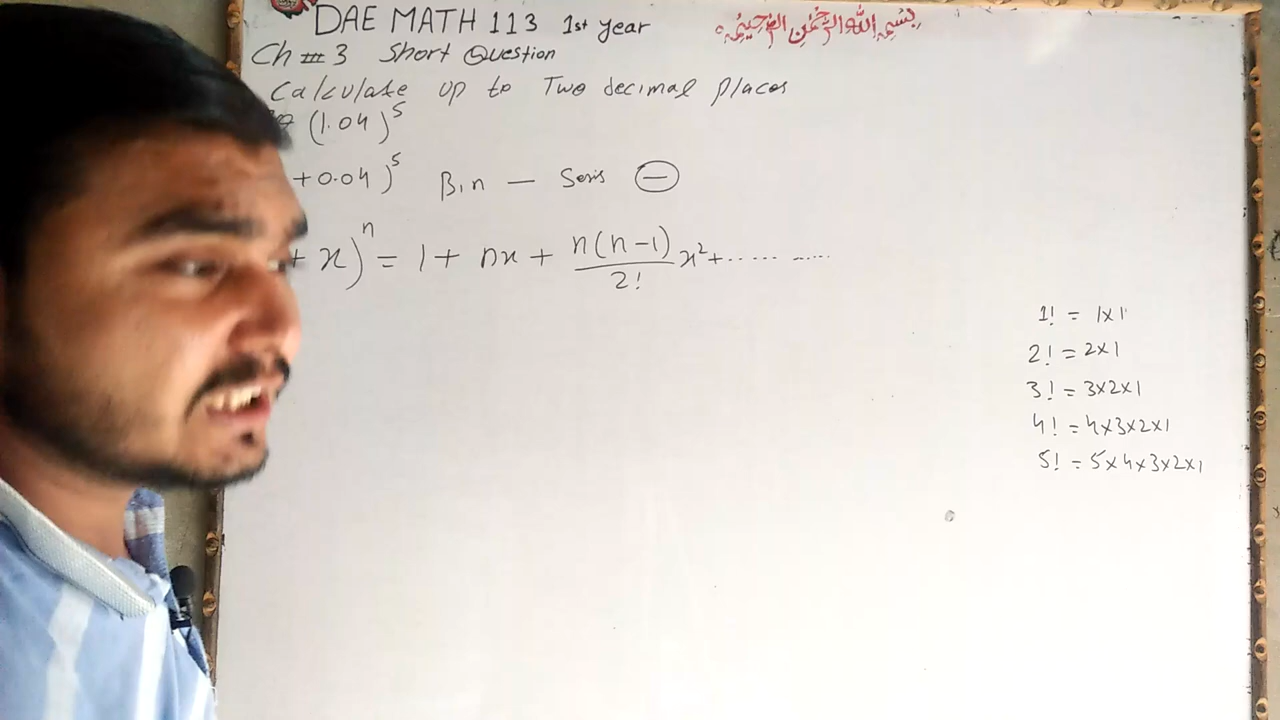 DAE MATH 113 1st year
بسم الله الرحمن الرحيم
Ch # 3 Short Question
Calculate up to Two decimal places
(1.04)^5
+0.04)^5 Bin — Seris ⊖
+ x)^n = 1 + nx + n(n-1)/2! x^2 + ...... .....
1! = 1x1
2! = 2x1
3! = 3x2x1
4! = 4x3x2x1
5! = 5x4x3x2x1